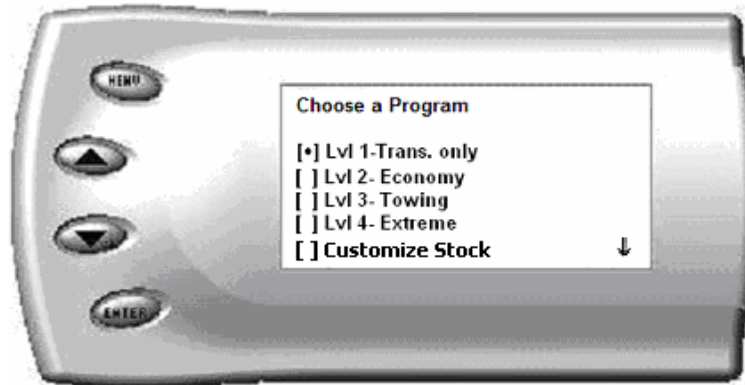 MENU
Choose a Program
[•] Lvl 1-Trans. only
[ ] Lvl 2- Economy
[ ] Lvl 3- Towing
[ ] Lvl 4- Extreme
[ ] Customize Stock ↓
ENTER